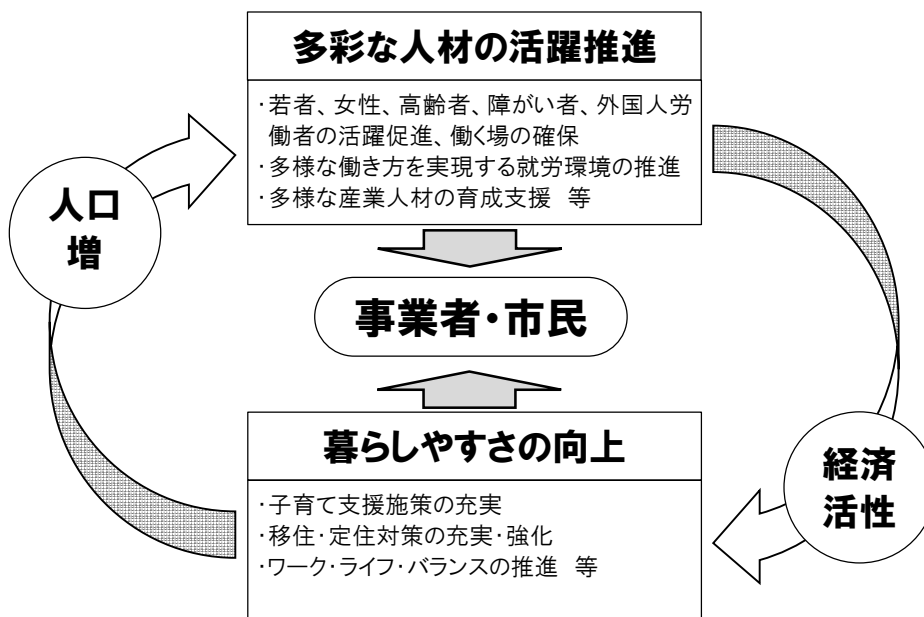 多彩な人材の活躍推進
・若者、女性、高齢者、障がい者、外国人労
働者の活躍促進、働く場の確保
・多様な働き方を実現する就労環境の推進
・多様な産業人材の育成支援　等
人口
増
事業者・市民
暮らしやすさの向上
・子育て支援施策の充実
・移住・定住対策の充実・強化
・ワーク・ライフ・バランスの推進　等
経済
活性